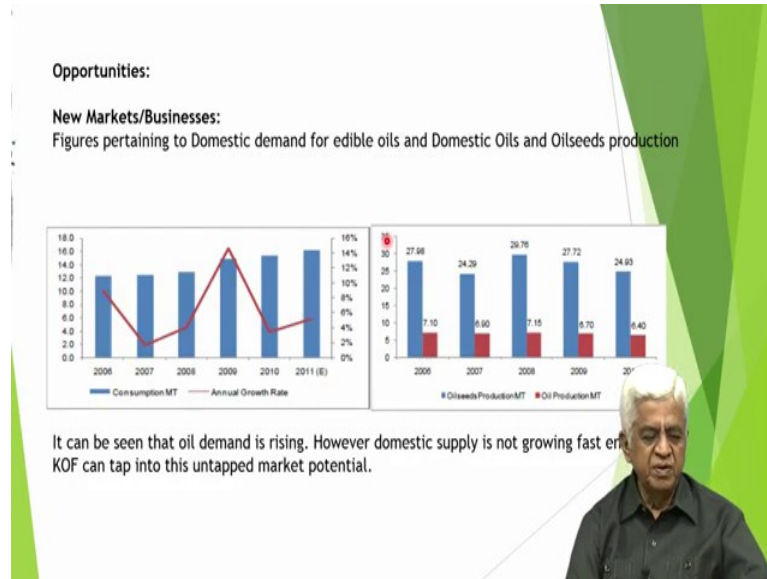 Opportunities:
New Markets/Businesses:
Figures pertaining to Domestic demand for edible oils and Domestic Oils and Oilseeds production
18.0
16.0
14.0
12.0
10.0
8.0
6.0
4.0
2.0
0.0
16%
14%
12%
10%
8%
6%
4%
2%
0%
2006 2007 2008 2009 2010 2011 (E)
Consumption MT Annual Growth Rate
30
25
20
15
10
5
0
27.98 24.29 29.76 27.72 24.93
7.10 6.90 7.15 6.70 6.40
2006 2007 2008 2009
Oilseeds Production MT Oil Production MT
It can be seen that oil demand is rising. However domestic supply is not growing fast
KOF can tap into this untapped market potential.